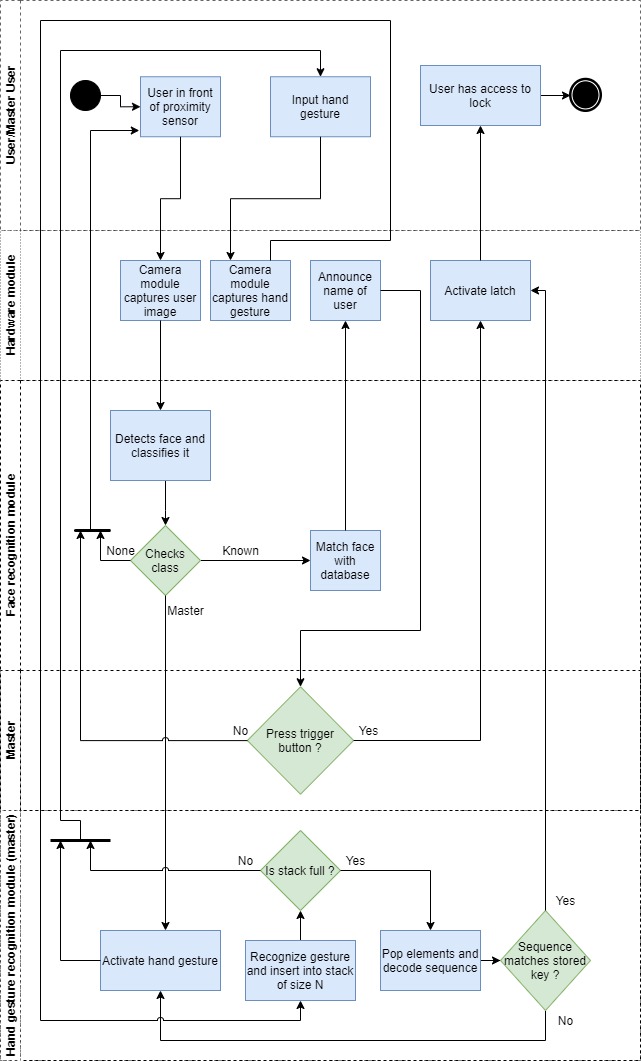 User/Master User
User in front
of proximity
sensor
Input hand
gesture
User has access to
lock
Hardware module
Camera
module
captures user
image
Camera
module
captures hand
gesture
Announce
name of
user
Activate latch
Face recognition module
Detects face and
classifies it
None
Checks
class
Known
Match face
with
database
Master
Master
No
Press trigger
button ?
Yes
Hand gesture recognition module (master)
No
Is stack full ?
Yes
Yes
Activate hand gesture
Recognize gesture
and insert into stack
of size N
Pop elements and
decode sequence
Sequence
matches stored
key ?
No